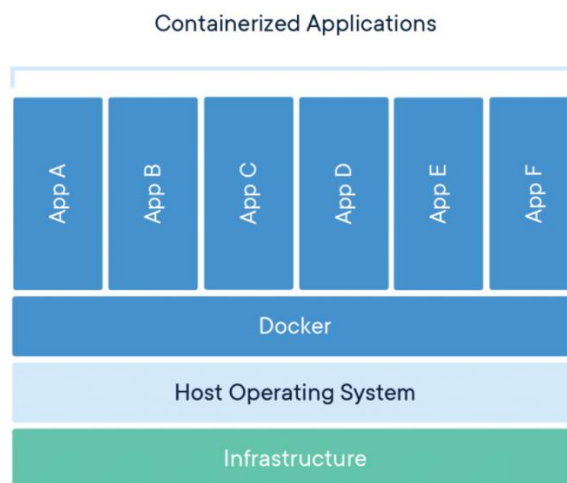 Containerized Applications
App A
App B
App C
App D
App E
App F
Docker
Host Operating System
Infrastructure